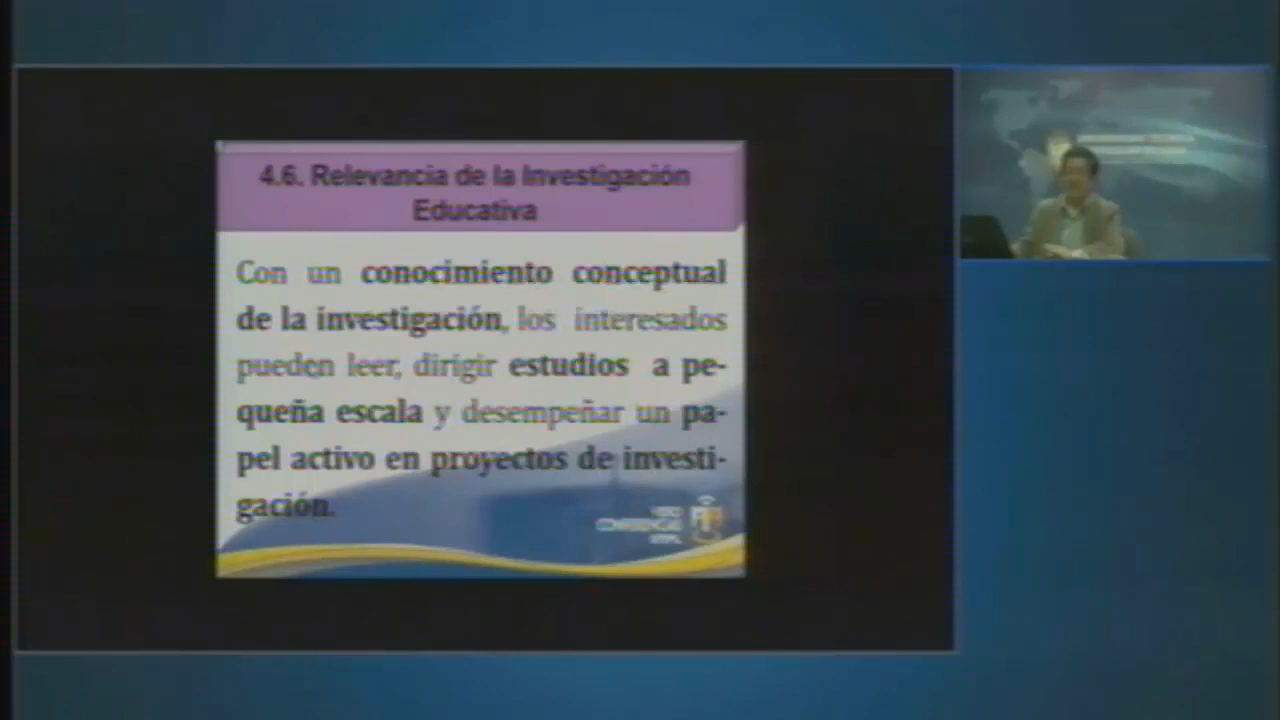 4.6. Relevancia de la Investigación
Educativa
Con un conocimiento conceptual
de la investigación, los interesados
pueden leer, dirigir estudios a pe-
queña escala y desempeñar un pa-
pel activo en proyectos de investi-
gación.